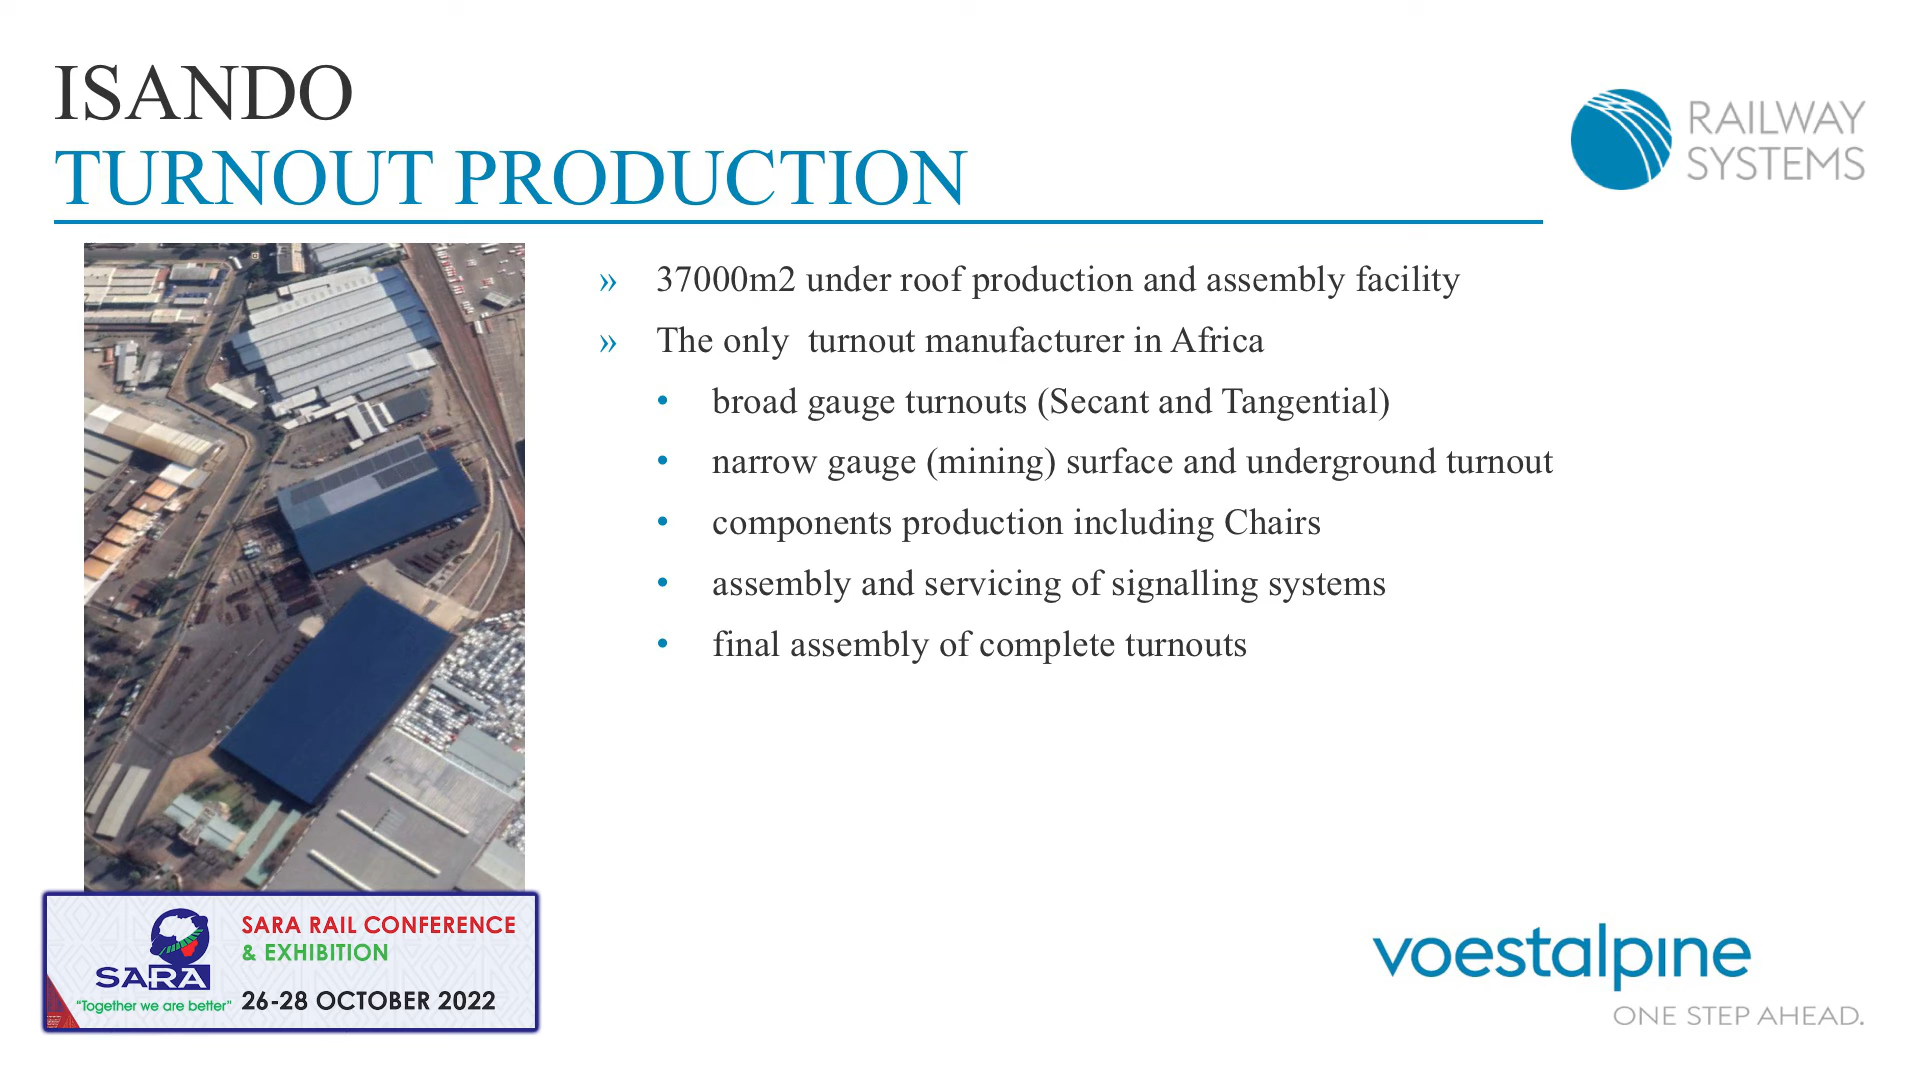 ISANDO
TURNOUT PRODUCTION
RAILWAY
SYSTEMS
» 37000m2 under roof production and assembly facility
» The only  turnout manufacturer in Africa
• broad gauge turnouts (Secant and Tangential)
• narrow gauge (mining) surface and underground turnout
• components production including Chairs
• assembly and servicing of signalling systems
• final assembly of complete turnouts
SARA RAIL CONFERENCE
& EXHIBITION
SARA
"Together we are better"
26-28 OCTOBER 2022
voestalpine
ONE STEP AHEAD.